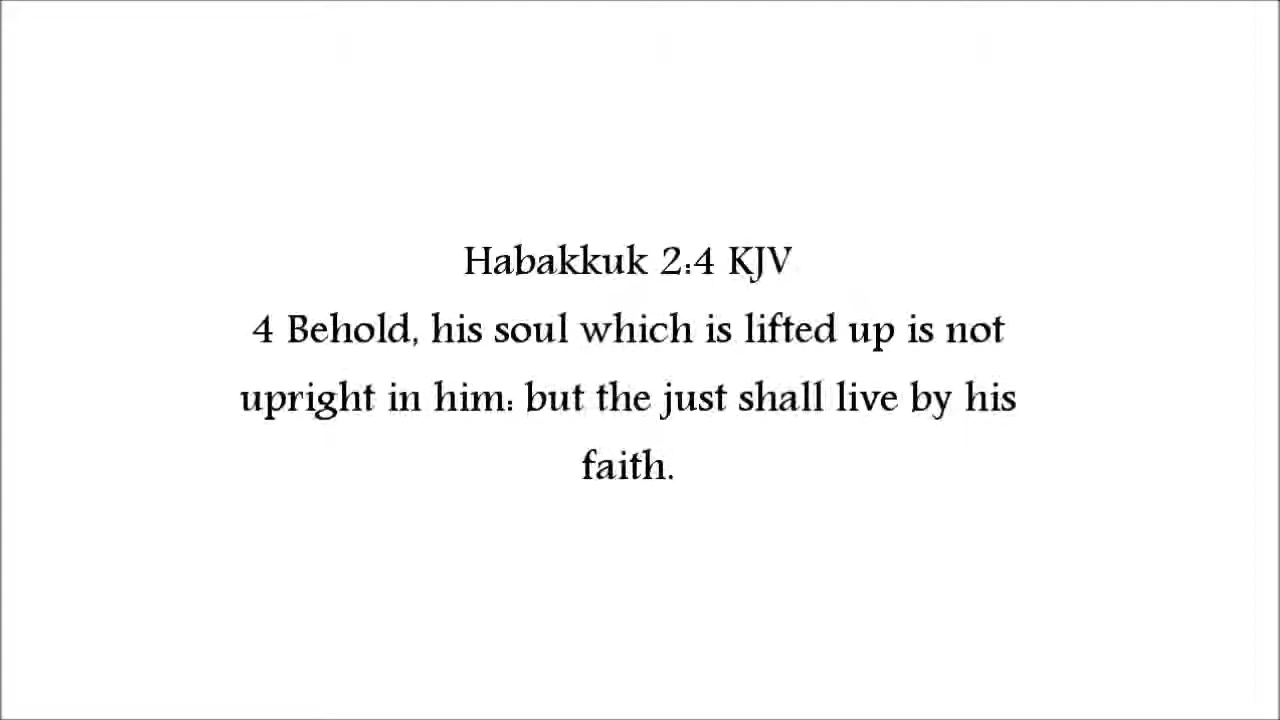 Habakkuk 2:4 KJV
4 Behold, his soul which is lifted up is not
upright in him: but the just shall live by his
faith.